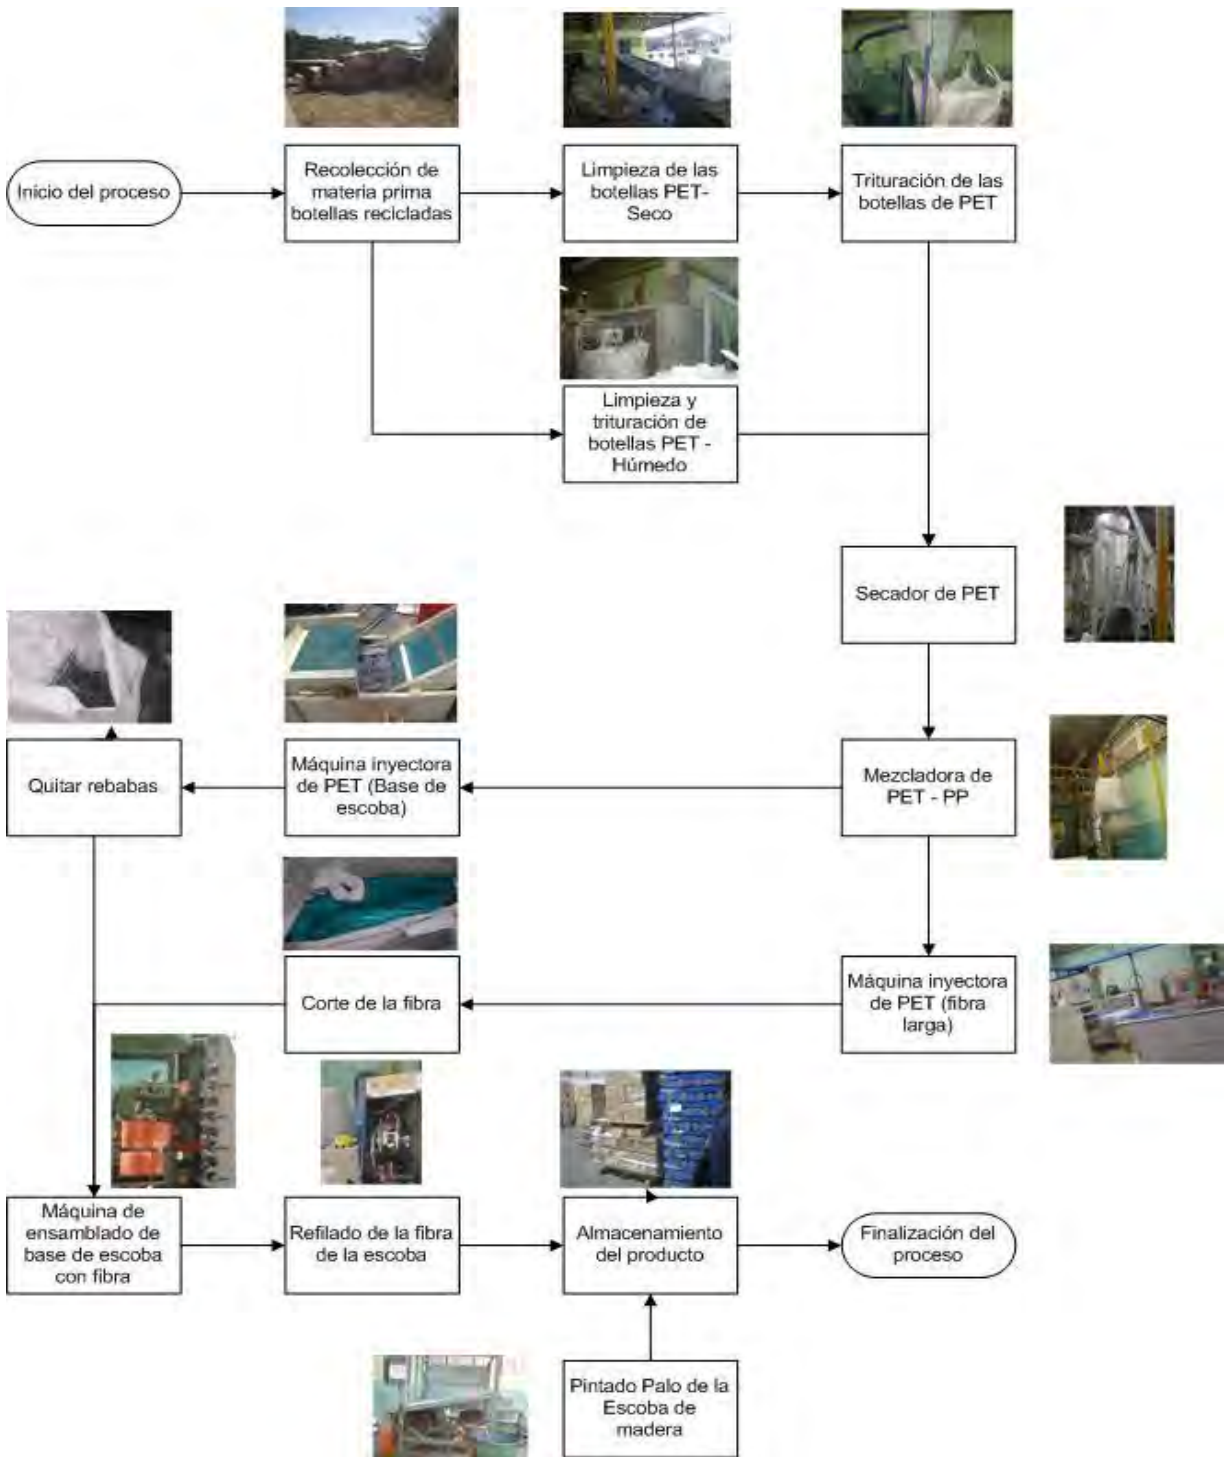 Inicio del proceso
Recolección de
materia prima
botellas recicladas
Limpieza de las
botellas PET-
Seco
Trituración de las
botellas de PET
Limpieza y
trituración de
botellas PET -
Húmedo
Secador de PET
Quitar rebabas
Máquina inyectora
de PET (Base de
escoba)
Mezcladora de
PET - PP
Corte de la fibra
Máquina inyectora
de PET (fibra
larga)
Máquina de
ensamblado de
base de escoba
con fibra
Refilado de la fibra
de la escoba
Almacenamiento
del producto
Finalización del
proceso
Pintado Palo de la
Escoba de
madera